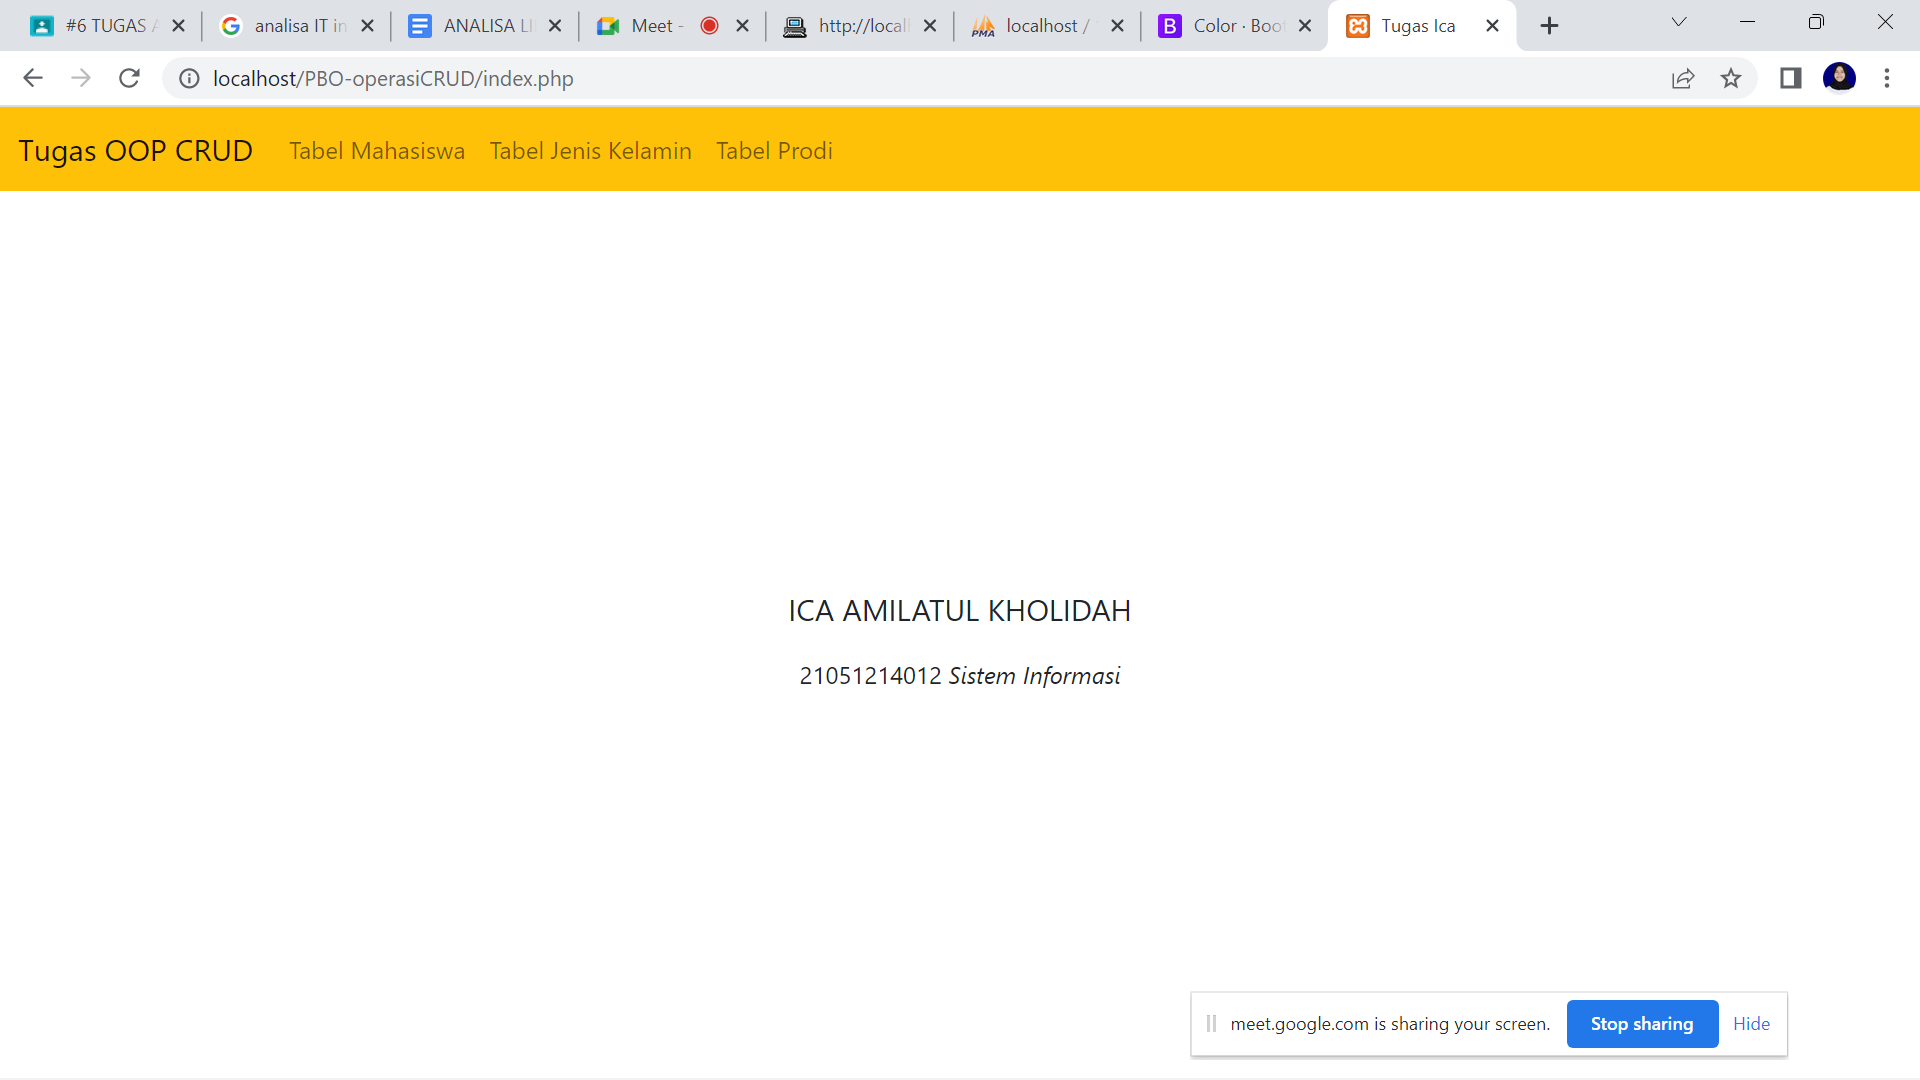 #6 TUGAS A
analisa IT in
ANALISA LI
Meet -
http://local
localhost /
Color · Boot
Tugas Ica
localhost/PBO-operasiCRUD/index.php
Tugas OOP CRUD Tabel Mahasiswa Tabel Jenis Kelamin Tabel Prodi
ICA AMILATUL KHOLIDAH
21051214012 Sistem Informasi
meet.google.com is sharing your screen. Stop sharing Hide